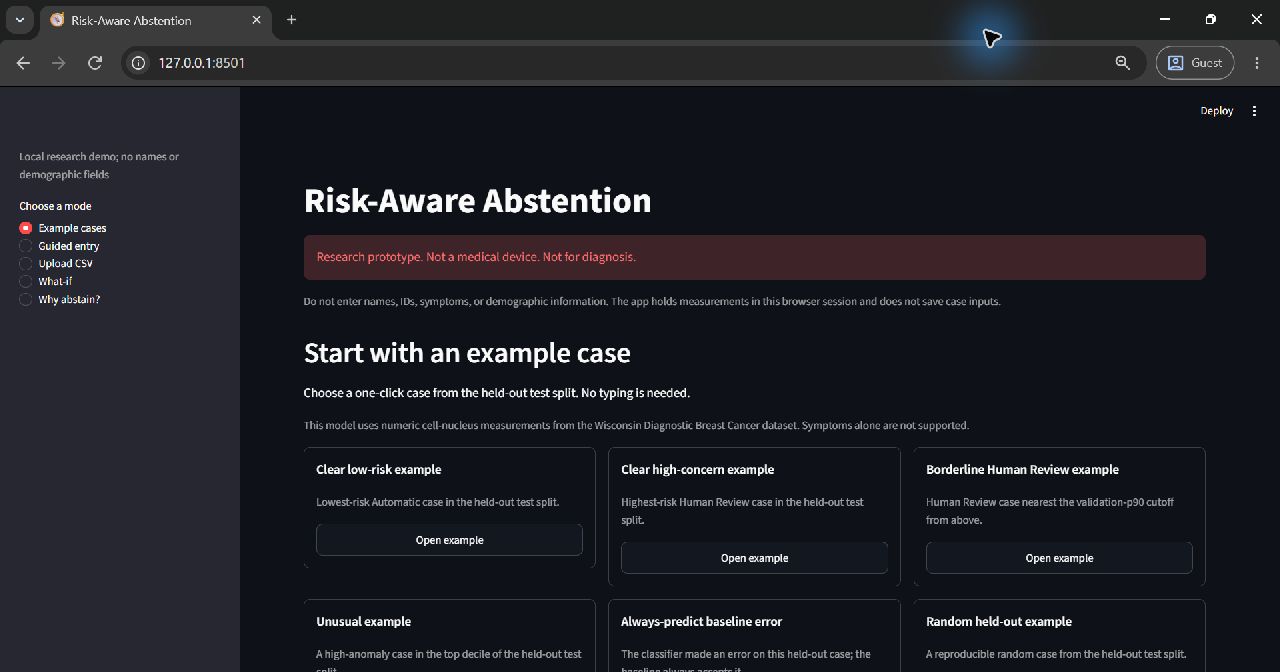 Risk-Aware Abstention
127.0.0.1:8501
Guest
Deploy
Local research demo; no names or
demographic fields
Choose a mode
Example cases
Guided entry
Upload CSV
What-if
Why abstain?
Risk-Aware Abstention
Research prototype. Not a medical device. Not for diagnosis.
Do not enter names, IDs, symptoms, or demographic information. The app holds measurements in this browser session and does not save case inputs.
Start with an example case
Choose a one-click case from the held-out test split. No typing is needed.
This model uses numeric cell-nucleus measurements from the Wisconsin Diagnostic Breast Cancer dataset. Symptoms alone are not supported.
Clear low-risk example
Lowest-risk Automatic case in the held-out test split.
Open example
Clear high-concern example
Highest-risk Human Review case in the held-out test
split.
Open example
Borderline Human Review example
Human Review case nearest the validation-p90 cutoff
from above.
Open example
Unusual example
A high-anomaly case in the top decile of the held-out test
split.
Always-predict baseline error
The classifier made an error on this held-out case; the
baseline always accepts it.
Random held-out example
A reproducible random case from the held-out test split.